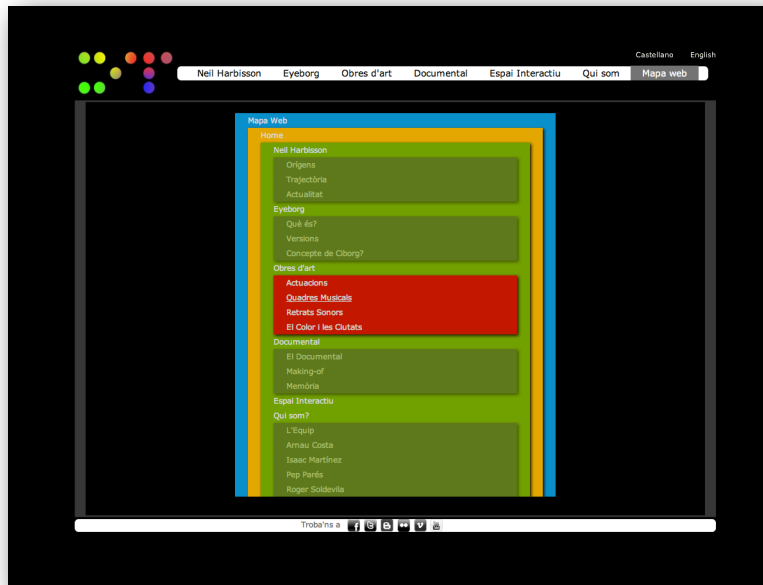 Castellano English
Neil Harbisson Eyeborg Obres d'art Documental Espai Interactiu Qui som Mapa web
Mapa Web
Home
Neil Harbisson
Orígens
Trajectòria
Actualitat
Eyeborg
Què és?
Versions
Concepte de Ciborg?
Obres d'art
Actuacions
Quadres Musicals
Retrats Sonors
El Color i les Ciutats
Documental
El Documental
Making-of
Memòria
Espai Interactiu
Qui som?
L'Equip
Arnau Costa
Isaac Martínez
Pep Parés
Roger Soldevila
Troba'ns a